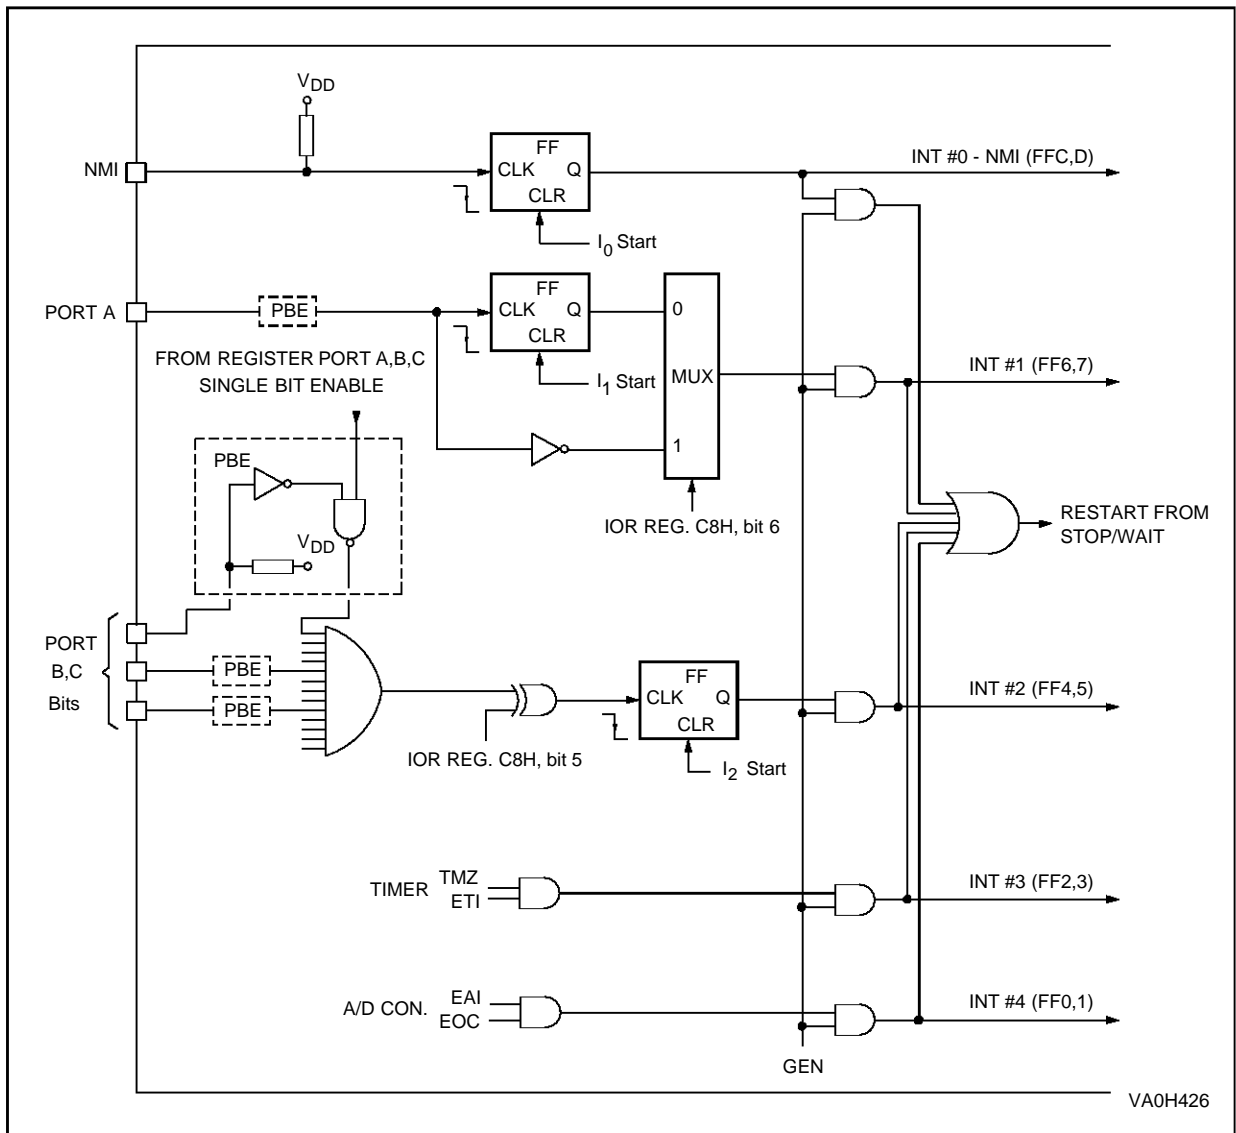 V DD
NMI
FF
CLK Q
CLR
I0 Start
INT #0 - NMI (FFC,D)
PORT A
PBE
FF
CLK Q
CLR
I1 Start
0
MUX
1
IOR REG. C8H, bit 6
INT #1 (FF6,7)
FROM REGISTER PORT A,B,C
SINGLE BIT ENABLE
PBE
VDD
RESTART FROM
STOP/WAIT
PORT
B,C
Bits
PBE
PBE
IOR REG. C8H, bit 5
FF
CLK Q
CLR
I2 Start
INT #2 (FF4,5)
TIMER
TMZ
ETI
INT #3 (FF2,3)
A/D CON.
EAI
EOC
INT #4 (FF0,1)
GEN
VA0H426